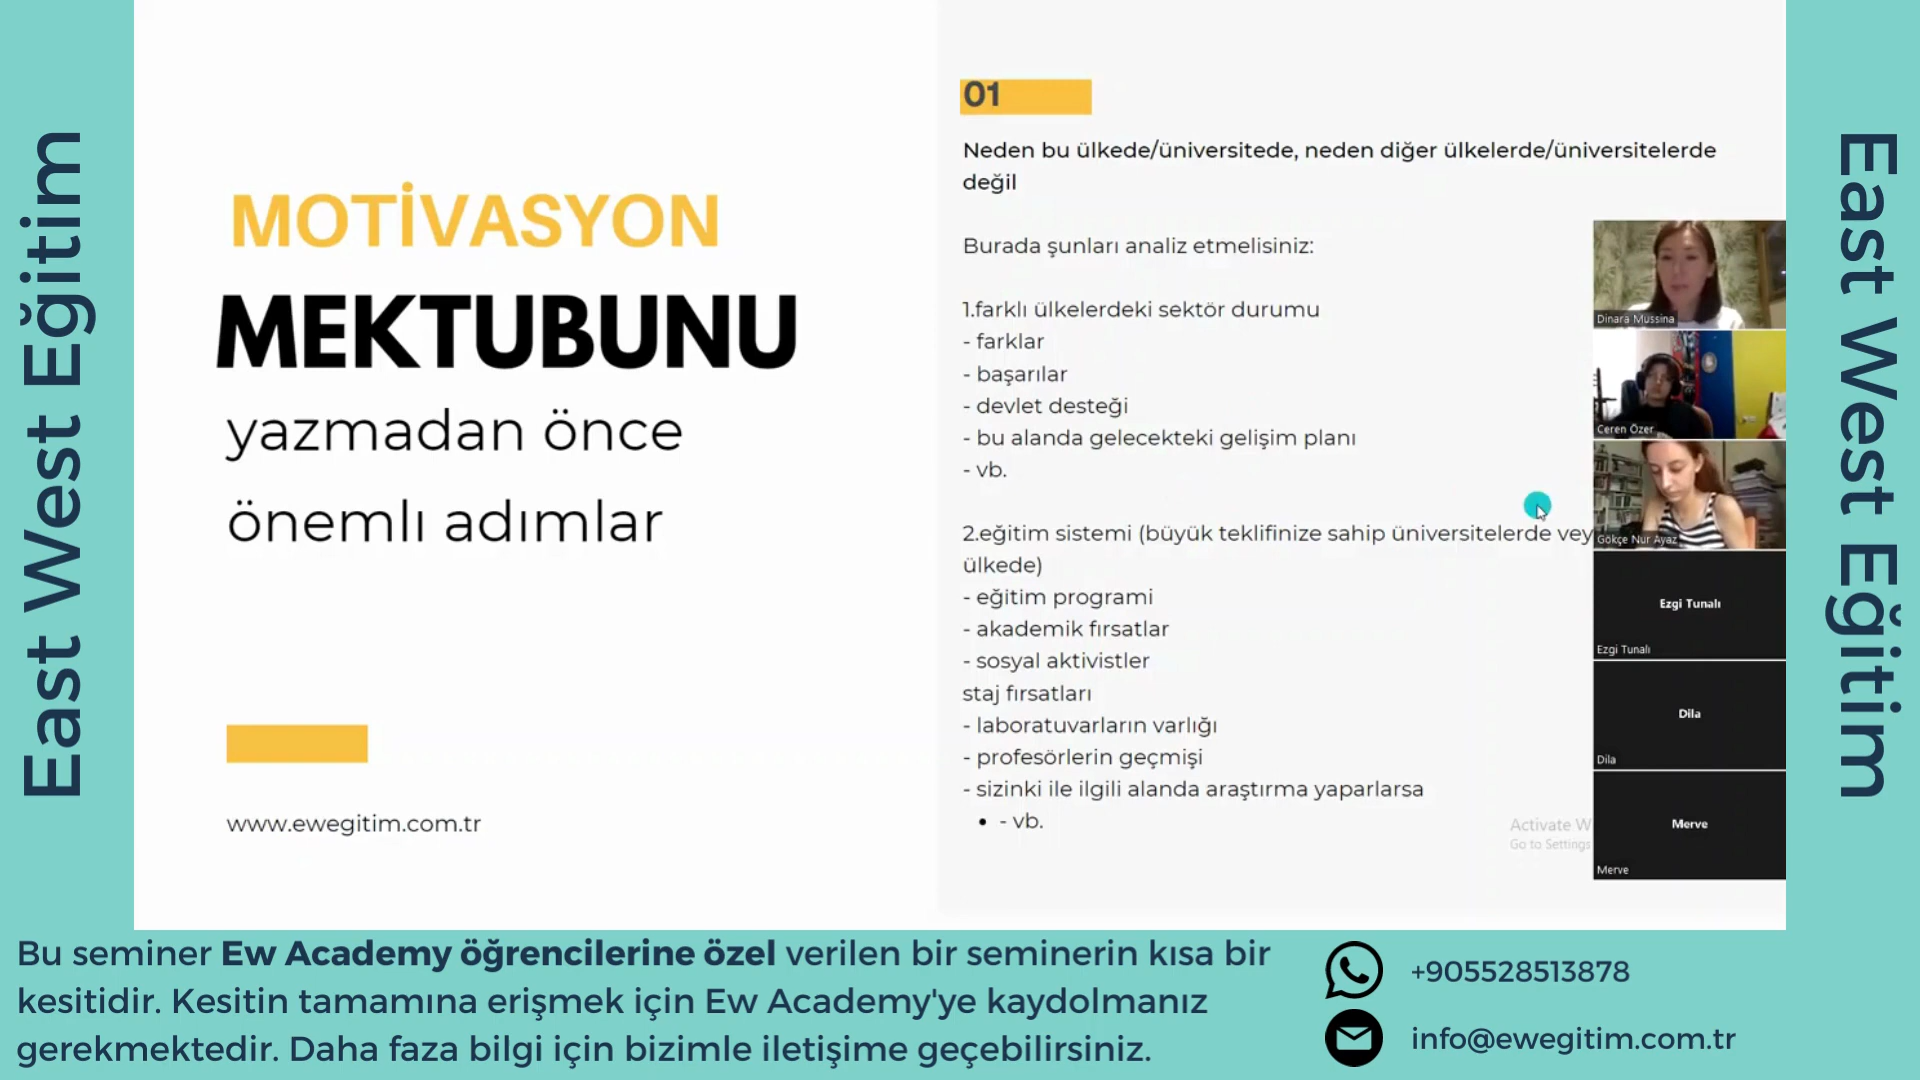 East West Eğitim
MOTİVASYON
MEKTUBUNU
yazmadan önce
önemlı adımlar
www.ewegitim.com.tr
01
Neden bu ülkede/üniversitede, neden diğer ülkelerde/üniversitelerde
değil
Burada şunları analiz etmelisiniz:
1.farklı ülkelerdeki sektör durumu
- farklar
- başarılar
- devlet desteği
- bu alanda gelecekteki gelişim planı
- vb.
2.eğitim sistemi (büyük teklifinize sahip üniversitelerde vey
ülkede)
- eğitim programi
- akademik fırsatlar
- sosyal aktivistler
staj fırsatları
- laboratuvarların varlığı
- profesörlerin geçmişi
- sizinki ile ilgili alanda araştırma yaparlarsa
• - vb.
Activate W
Go to Settings
Dinara Mussina
Ceren Özer
Gökçe Nur Ayaz
Ezgi Tunalı
Ezgi Tunalı
Dila
Dila
Merve
Merve
East West Eğitim
Bu seminer Ew Academy öğrencilerine özel verilen bir seminerin kısa bir
kesitidir. Kesitin tamamına erişmek için Ew Academy'ye kaydolmanız
gerekmektedir. Daha faza bilgi için bizimle iletişime geçebilirsiniz.
+905528513878
info@ewegitim.com.tr